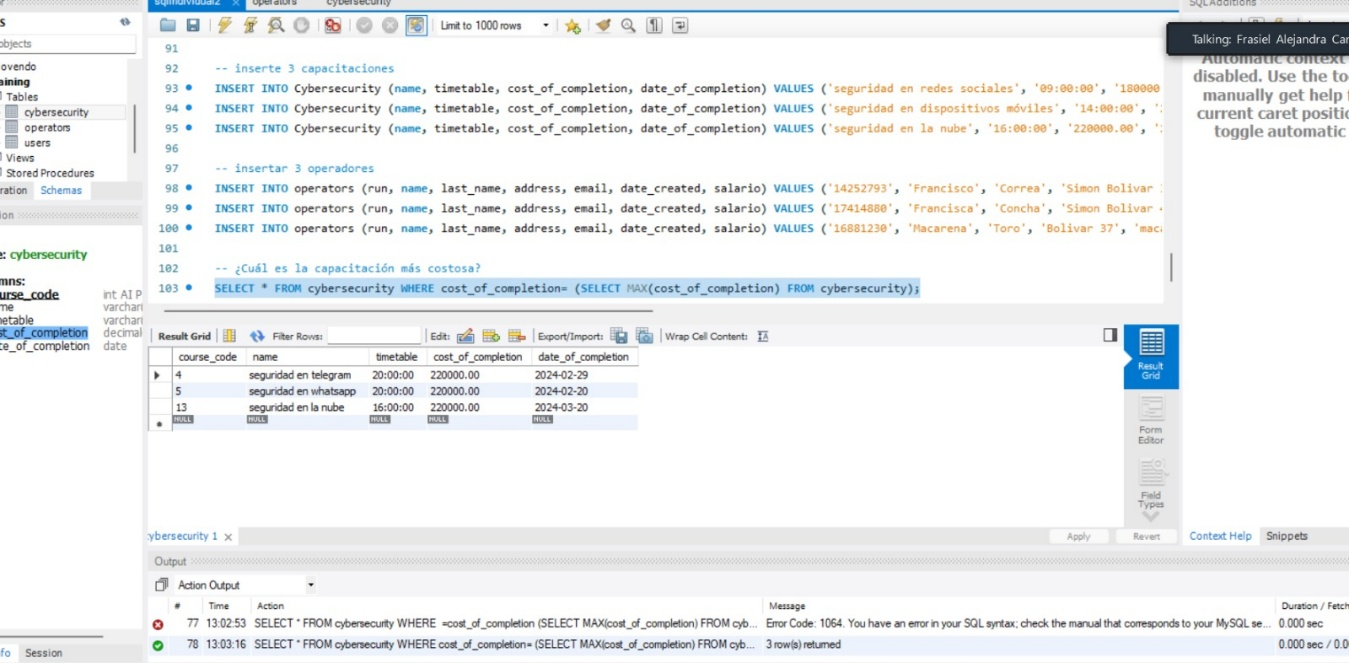 sqlindividual2 × operators cybersecurity
SQLAdditions
S
objects
Limit to 1000 rows
Talking: Frasiel Alejandra Car
ovendo
aining
Tables
cybersecurity
operators
users
Views
Stored Procedures
ration Schemas
ion
e: cybersecurity
mns:
urse_code int AI P
me varchar
netable varchar
st_of_completion decimal
te_of_completion date
91
92 -- inserte 3 capacitaciones
93 INSERT INTO Cybersecurity (name, timetable, cost_of_completion, date_of_completion) VALUES ('seguridad en redes sociales', '09:00:00', '180000
94 INSERT INTO Cybersecurity (name, timetable, cost_of_completion, date_of_completion) VALUES ('seguridad en dispositivos móviles', '14:00:00', '
95 INSERT INTO Cybersecurity (name, timetable, cost_of_completion, date_of_completion) VALUES ('seguridad en la nube', '16:00:00', '220000.00', '
96
97 -- insertar 3 operadores
98 INSERT INTO operators (run, name, last_name, address, email, date_created, salario) VALUES ('14252793', 'Francisco', 'Correa', 'Simon Bolivar
99 INSERT INTO operators (run, name, last_name, address, email, date_created, salario) VALUES ('17414880', 'Francisca', 'Concha', 'Simon Bolivar
100 INSERT INTO operators (run, name, last_name, address, email, date_created, salario) VALUES ('16881230', 'Macarena', 'Toro', 'Bolivar 37', 'maca
101
102 -- ¿Cuál es la capacitación más costosa?
103 SELECT * FROM cybersecurity WHERE cost_of_completion= (SELECT MAX(cost_of_completion) FROM cybersecurity);
Automatic context
disabled. Use the to
manually get help f
current caret positio
toggle automatic
Result Grid Filter Rows: Edit: Export/Import: Wrap Cell Content:
course_code name timetable cost_of_completion date_of_completion
4 seguridad en telegram 20:00:00 220000.00 2024-02-29
5 seguridad en whatsapp 20:00:00 220000.00 2024-02-20
13 seguridad en la nube 16:00:00 220000.00 2024-03-20
NULL NULL NULL NULL NULL
Result
Grid
Form
Editor
Field
Types
ybersecurity 1 × Apply Revert Context Help Snippets
Output
Action Output
# Time Action Message Duration / Fetch
77 13:02:53 SELECT * FROM cybersecurity WHERE =cost_of_completion (SELECT MAX(cost_of_completion) FROM cyb... Error Code: 1064. You have an error in your SQL syntax; check the manual that corresponds to your MySQL se... 0.000 sec
78 13:03:16 SELECT * FROM cybersecurity WHERE cost_of_completion= (SELECT MAX(cost_of_completion) FROM cyb... 3 row(s) returned 0.000 sec / 0.0
fo Session